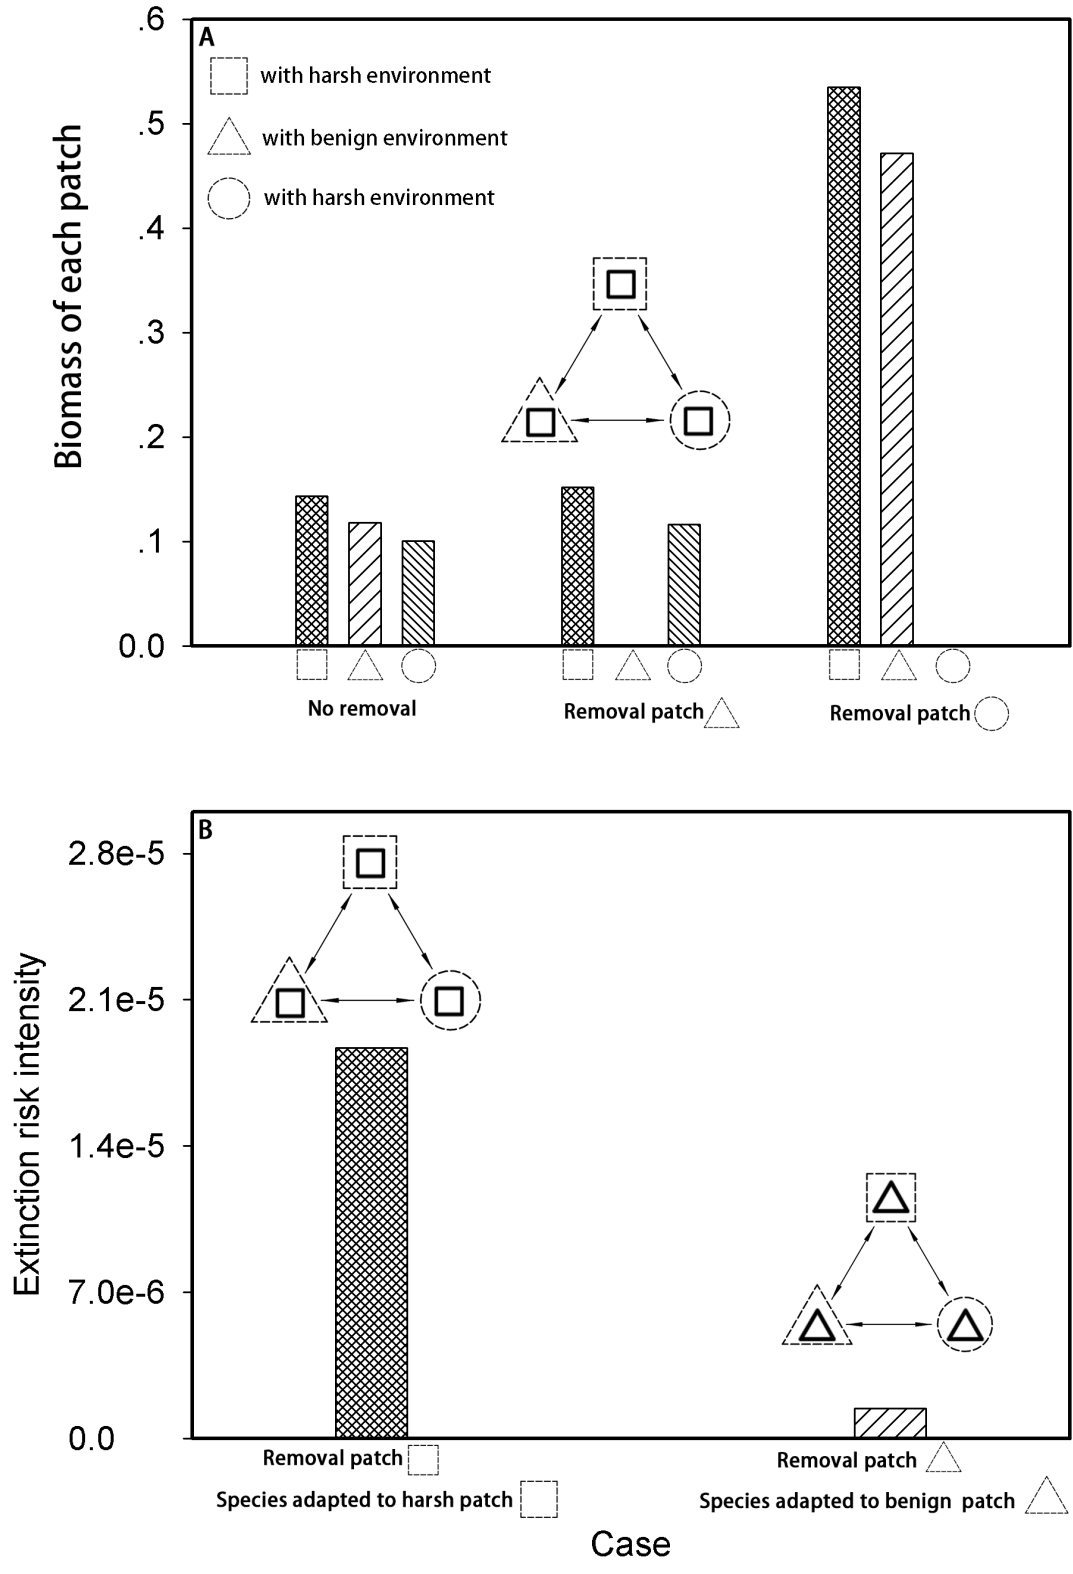 A
with harsh environment
with benign environment
with harsh environment
Biomass of each patch
.6
.5
.4
.3
.2
.1
0.0
No removal
Removal patch
Removal patch
B
Extinction risk intensity
2.8e-5
2.1e-5
1.4e-5
7.0e-6
0.0
Removal patch
Species adapted to harsh patch
Removal patch
Species adapted to benign patch
Case